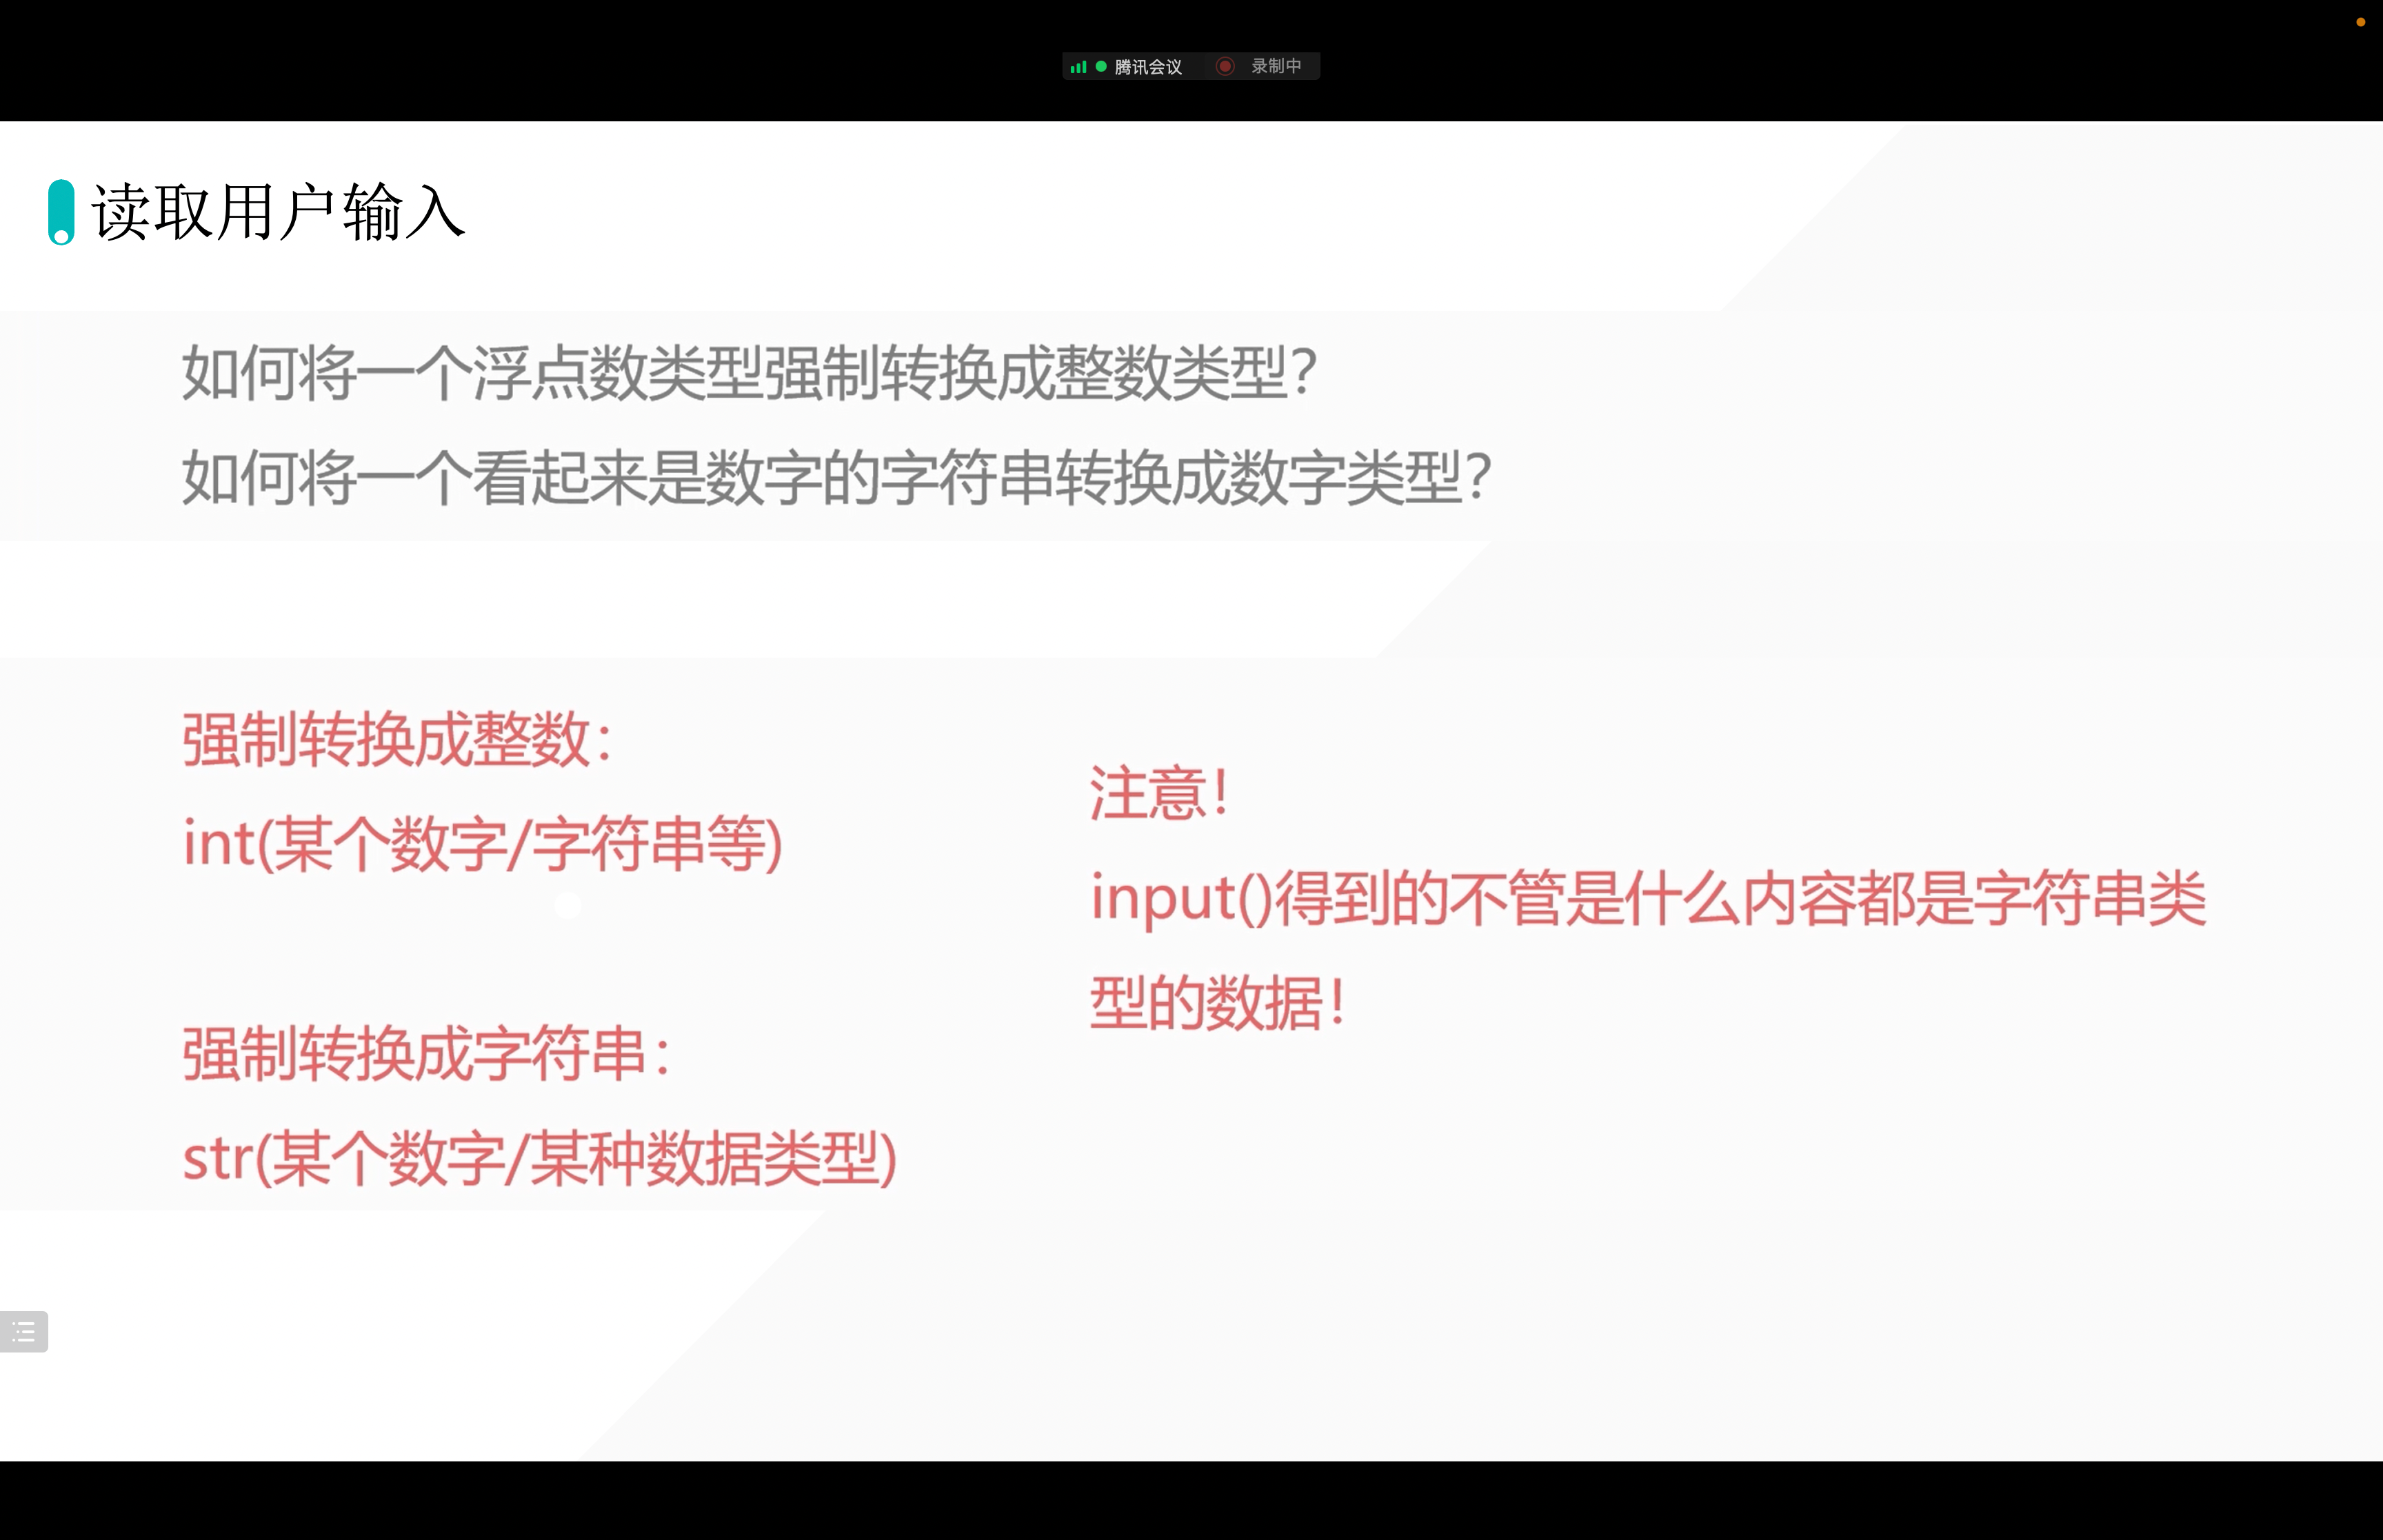 腾讯会议 录制中
读取用户输入
如何将一个浮点数类型强制转换成整数类型？
如何将一个看起来是数字的字符串转换成数字类型？
强制转换成整数：
int(某个数字/字符串等)
强制转换成字符串：
str(某个数字/某种数据类型)
注意！
input()得到的不管是什么内容都是字符串类
型的数据！